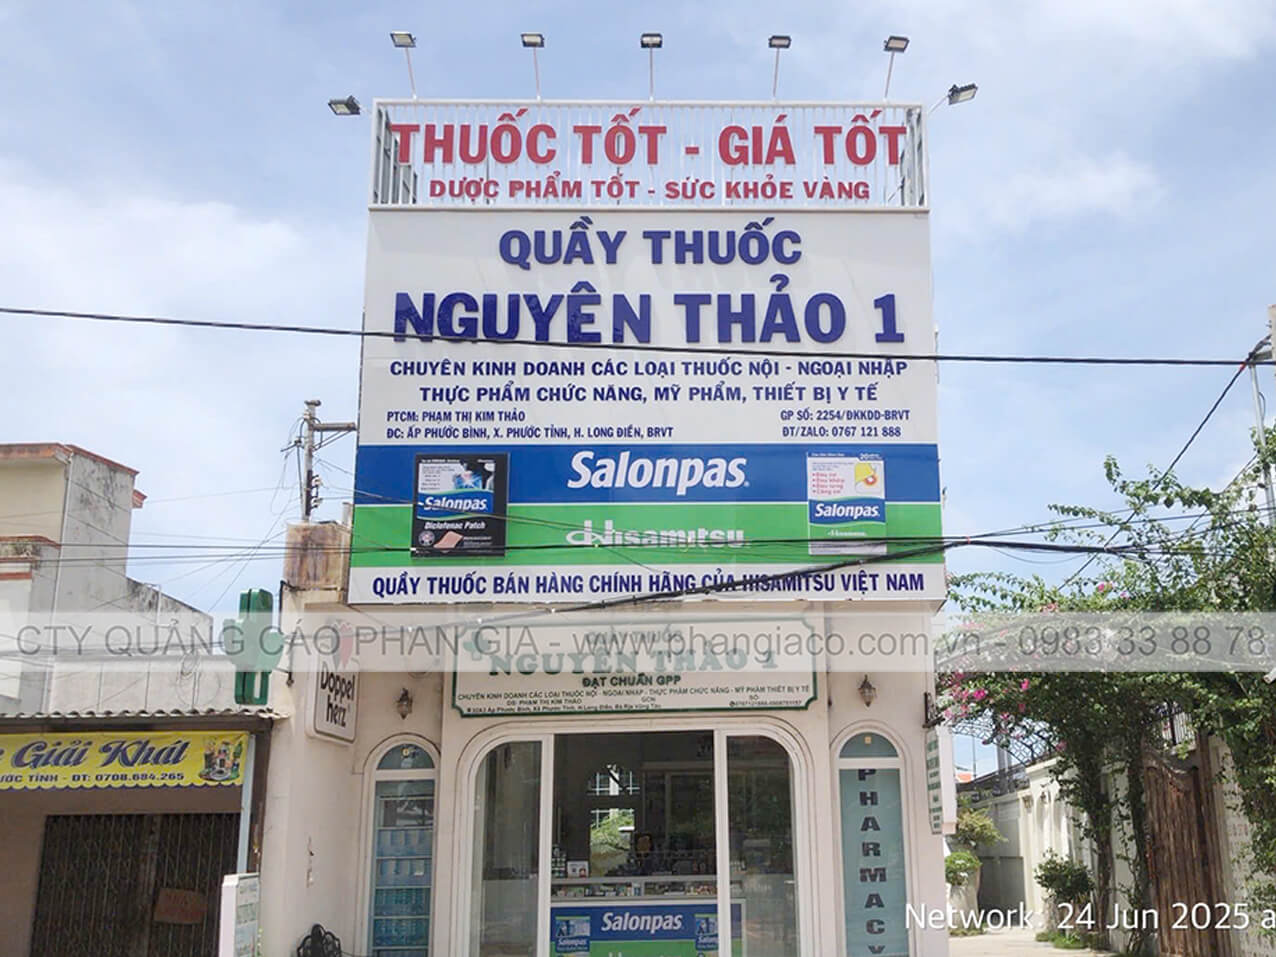 THUỐC TỐT - GIÁ TỐT
DƯỢC PHẨM TỐT - SỨC KHỎE VÀNG
QUẦY THUỐC
NGUYÊN THẢO 1
CHUYÊN KINH DOANH CÁC LOẠI THUỐC NỘI - NGOẠI NHẬP
THỰC PHẨM CHỨC NĂNG, MỸ PHẨM, THIẾT BỊ Y TẾ
PTCM: PHẠM THỊ KIM THẢO
GP SỐ: 2254/ĐKKDD-BRVT
ĐC: ẤP PHƯỚC BÌNH, X. PHƯỚC TỈNH, H. LONG ĐIỀN, BRVT
ĐT/ZALO: 0767 121 888
Salonpas
Salonpas
Diclofenac Patch
Salonpas
Hisamitsu
QUẦY THUỐC BÁN HÀNG CHÍNH HÃNG CỦA HISAMITSU VIỆT NAM
CTY QUẢNG CÁO PHAN GIA - www.phangiaco.com.vn - 0983 33 88 78
QUẦY THUỐC
NGUYÊN THẢO 1
ĐẠT CHUẨN GPP
CHUYÊN KINH DOANH CÁC LOẠI THUỐC NỘI - NGOẠI NHẬP - THỰC PHẨM CHỨC NĂNG - MỸ PHẨM THIẾT BỊ Y TẾ
DS: PHẠM THỊ KIM THẢO
Doppel
herz
Giải Khát
ƯỚC TỈNH - ĐT: 0708.684.265
PHARMACY
Salonpas
Network: 24 Jun 2025 a